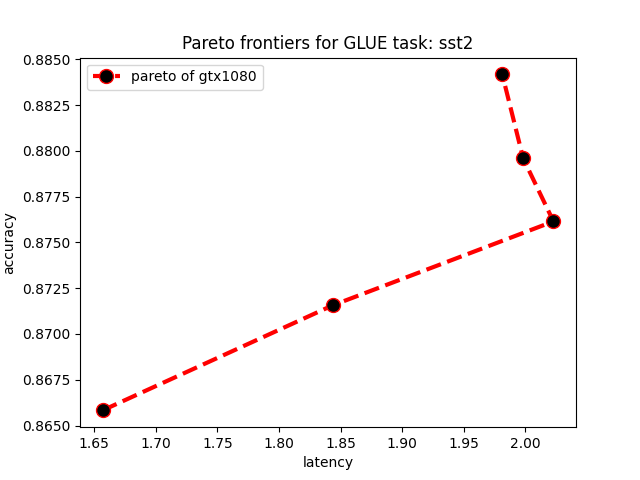 Pareto frontiers for GLUE task: sst2
pareto of gtx1080
accuracy
0.8850
0.8825
0.8800
0.8775
0.8750
0.8725
0.8700
0.8675
0.8650
1.65 1.70 1.75 1.80 1.85 1.90 1.95 2.00
latency